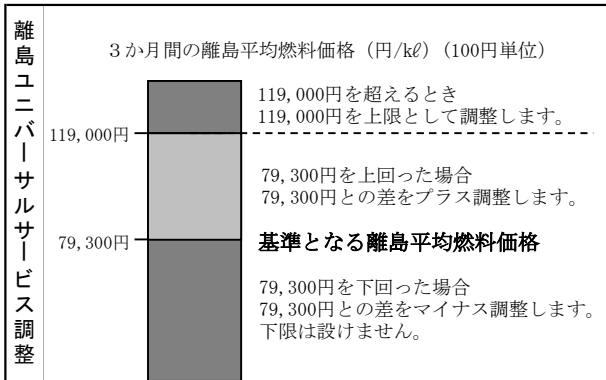 離島ユニバーサルサービス調整
3か月間の離島平均燃料価格（円/kℓ）(100円単位）
119,000円を超えるとき
119,000円を上限として調整します。
119,000円
79,300円を上回った場合
79,300円との差をプラス調整します。
79,300円
基準となる離島平均燃料価格
79,300円を下回った場合
79,300円との差をマイナス調整します。
下限は設けません。